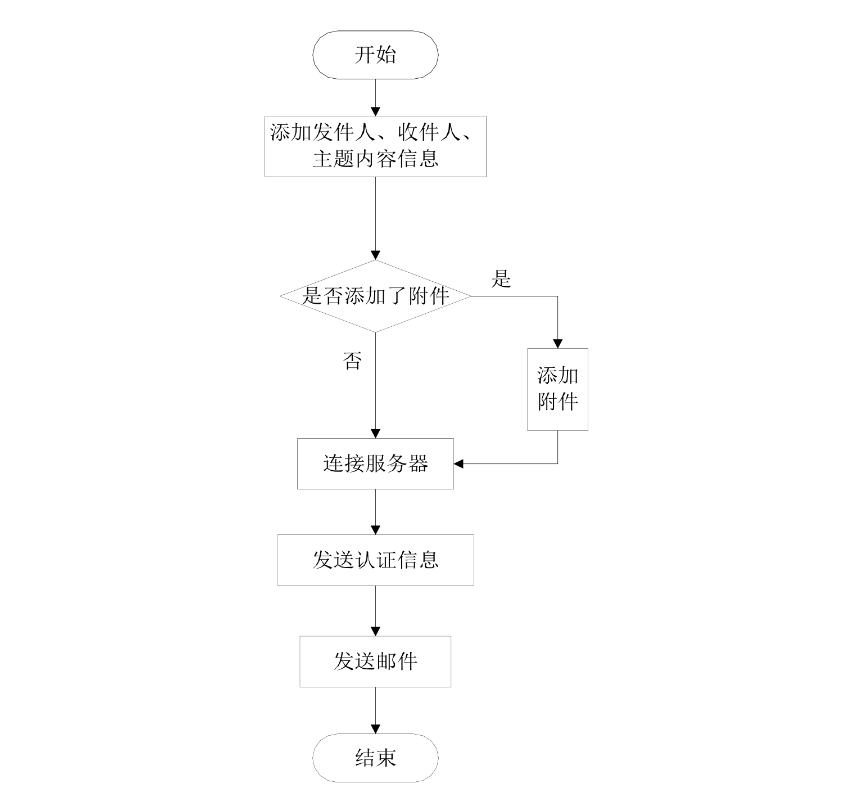 开始
添加发件人、收件人、
主题内容信息
是否添加了附件
是
否
添加
附件
连接服务器
发送认证信息
发送邮件
结束